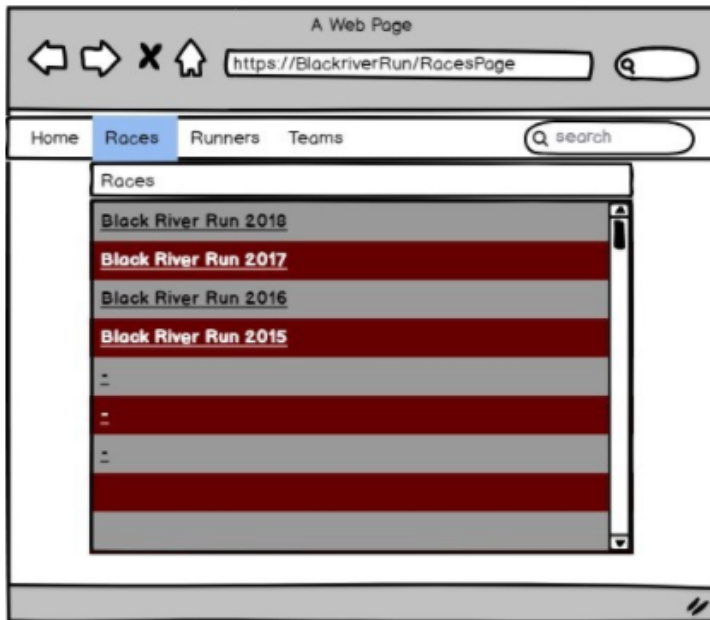 A Web Page
https://BlackriverRun/RacesPage
Home Races Runners Teams search
Races
Black River Run 2018
Black River Run 2017
Black River Run 2016
Black River Run 2015
-
-
-